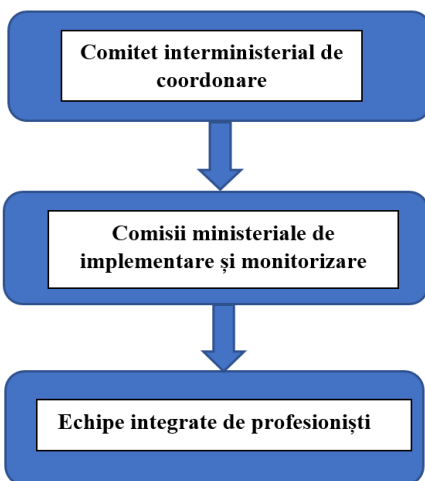 Comitet interministerial de
coordonare
Comisii ministeriale de
implementare și monitorizare
Echipe integrate de profesioniști